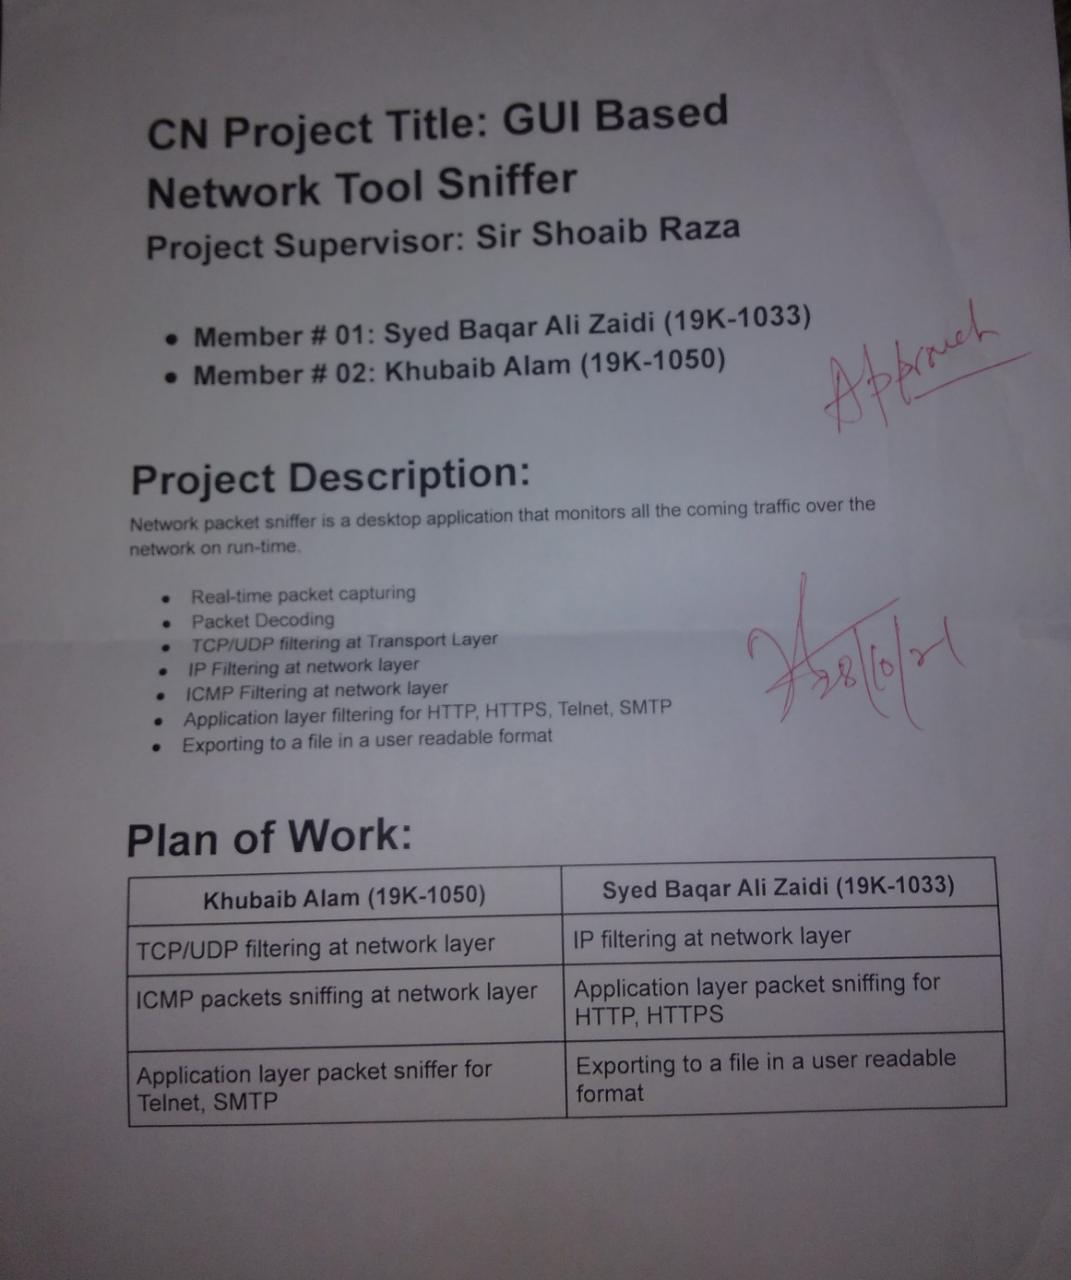 CN Project Title: GUI Based
Network Tool Sniffer
Project Supervisor: Sir Shoaib Raza
• Member # 01: Syed Baqar Ali Zaidi (19K-1033)
• Member # 02: Khubaib Alam (19K-1050)
Project Description:
Network packet sniffer is a desktop application that monitors all the coming traffic over the
network on run-time.
• Real-time packet capturing
• Packet Decoding
• TCP/UDP filtering at Transport Layer
• IP Filtering at network layer
• ICMP Filtering at network layer
28/10/21
• Application layer filtering for HTTP, HTTPS, Telnet, SMTP
• Exporting to a file in a user readable format
Plan of Work:
Khubaib Alam (19K-1050)
Syed Baqar Ali Zaidi (19K-1033)
TCP/UDP filtering at network layer
IP filtering at network layer
ICMP packets sniffing at network layer
Application layer packet sniffing for
HTTP, HTTPS
Application layer packet sniffer for
Telnet, SMTP
Exporting to a file in a user readable
format